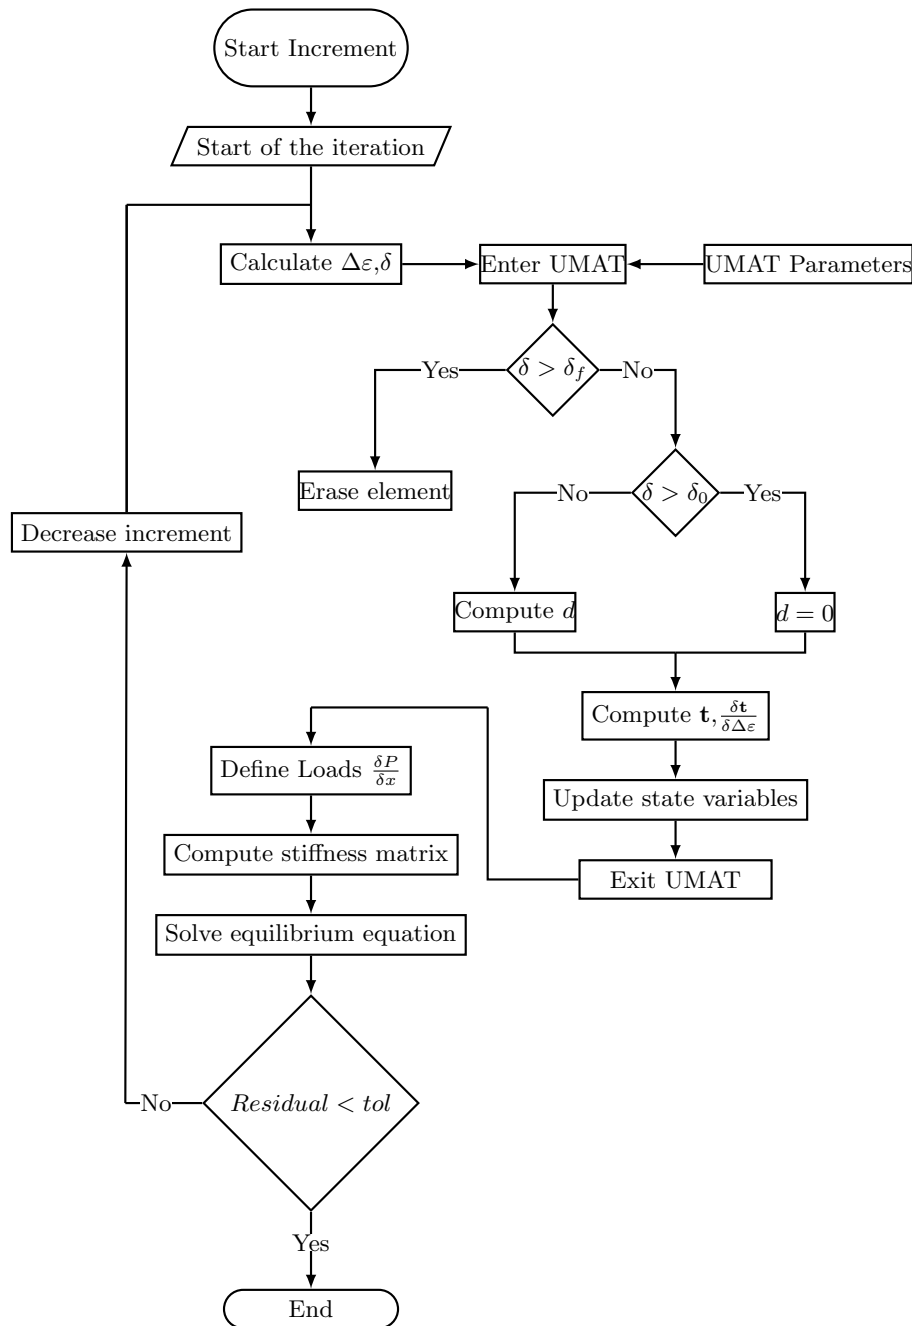 Start Increment
Start of the iteration
Calculate Δε,δ
Enter UMAT
UMAT Parameters
δ > δ_f
Yes
No
Erase element
δ > δ_0
No
Yes
Decrease increment
Compute d
d = 0
Compute t, δt/δΔε
Define Loads δP/δx
Update state variables
Compute stiffness matrix
Exit UMAT
Solve equilibrium equation
Residual < tol
No
Yes
End